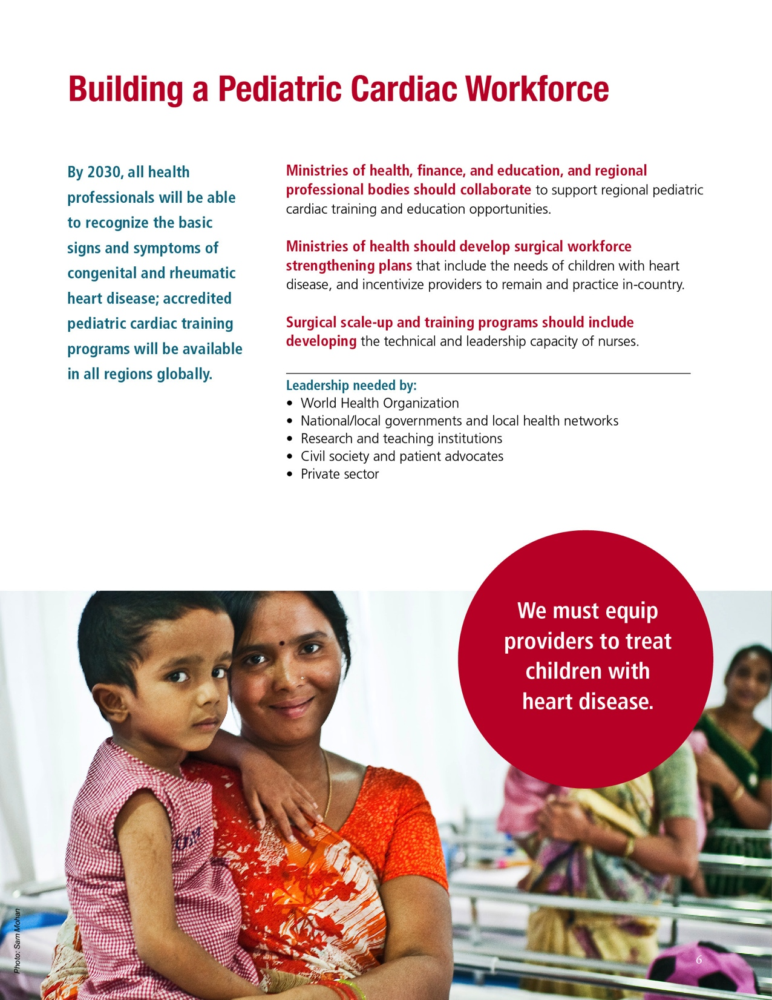 Building a Pediatric Cardiac Workforce
By 2030, all health
professionals will be able
to recognize the basic
signs and symptoms of
congenital and rheumatic
heart disease; accredited
pediatric cardiac training
programs will be available
in all regions globally.
Ministries of health, finance, and education, and regional
professional bodies should collaborate to support regional pediatric
cardiac training and education opportunities.
Ministries of health should develop surgical workforce
strengthening plans that include the needs of children with heart
disease, and incentivize providers to remain and practice in-country.
Surgical scale-up and training programs should include
developing the technical and leadership capacity of nurses.
Leadership needed by:
• World Health Organization
• National/local governments and local health networks
• Research and teaching institutions
• Civil society and patient advocates
• Private sector
We must equip
providers to treat
children with
heart disease.
Photo: Sam Mohan
6